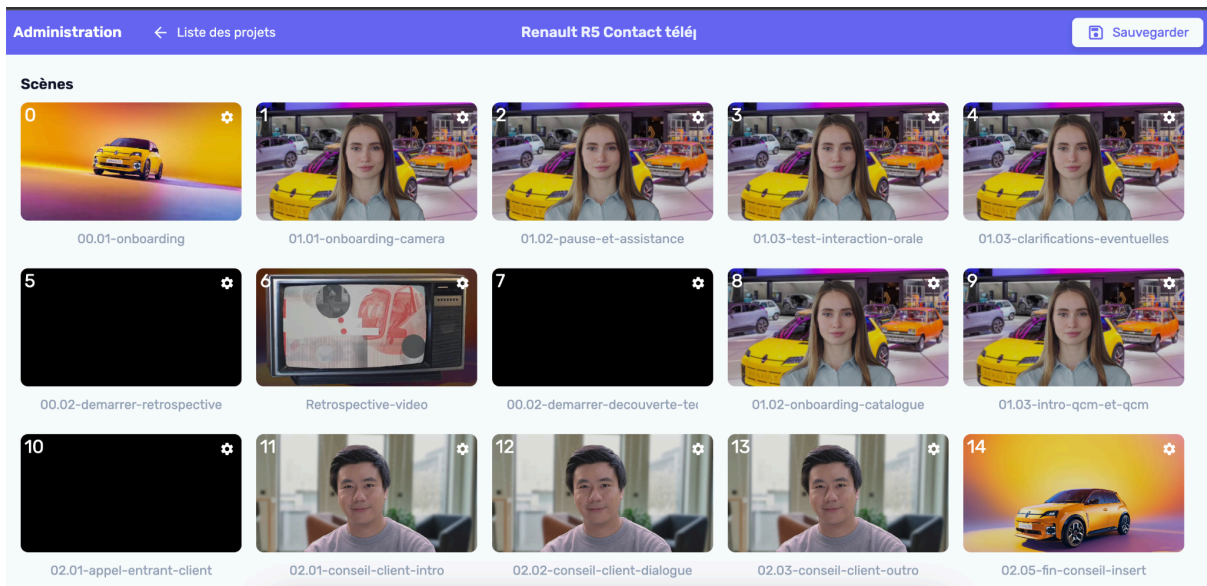 Administration
← Liste des projets
Renault R5 Contact télé
Sauvegarder
Scènes
0
1
2
3
4
00.01-onboarding
01.01-onboarding-camera
01.02-pause-et-assistance
01.03-test-interaction-orale
01.03-clarifications-eventuelles
5
6
7
8
9
00.02-demarrer-retrospective
Retrospective-video
00.02-demarrer-decouverte-tec
01.02-onboarding-catalogue
01.03-intro-qcm-et-qcm
10
11
12
13
14
02.01-appel-entrant-client
02.01-conseil-client-intro
02.02-conseil-client-dialogue
02.03-conseil-client-outro
02.05-fin-conseil-insert